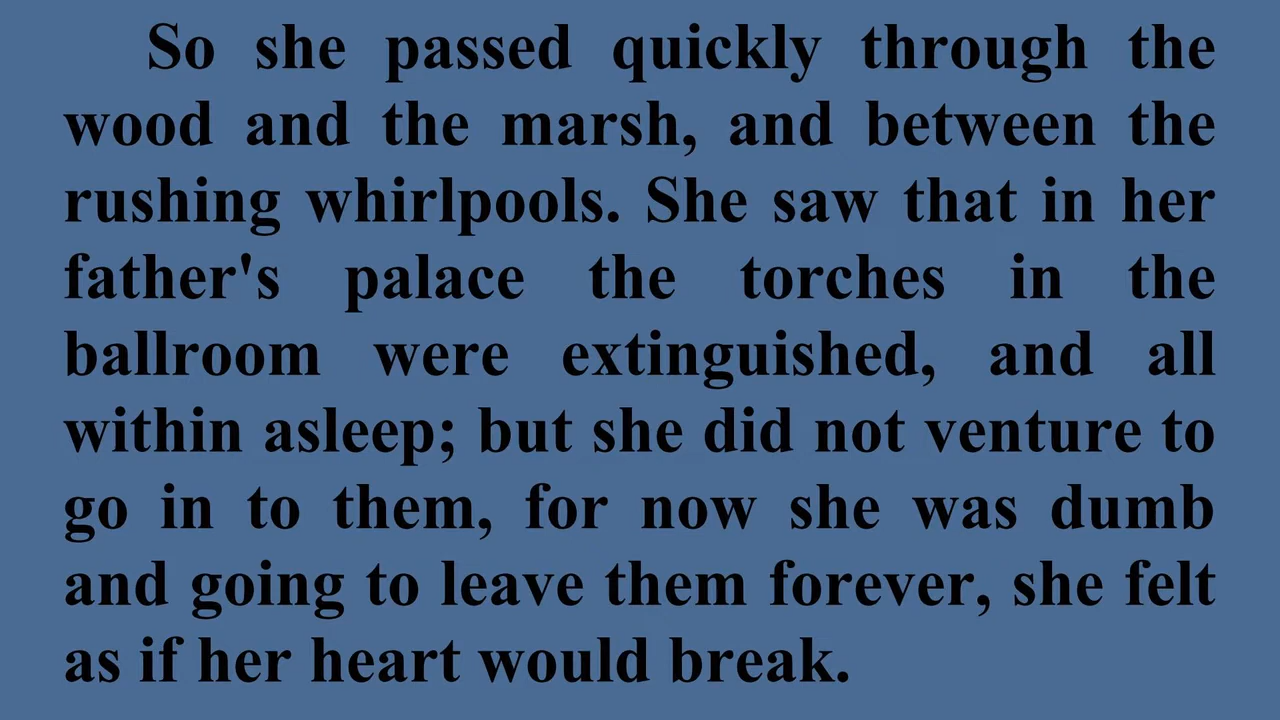 So she passed quickly through the
wood and the marsh, and between the
rushing whirlpools. She saw that in her
father's palace the torches in the
ballroom were extinguished, and all
within asleep; but she did not venture to
go in to them, for now she was dumb
and going to leave them forever, she felt
as if her heart would break.